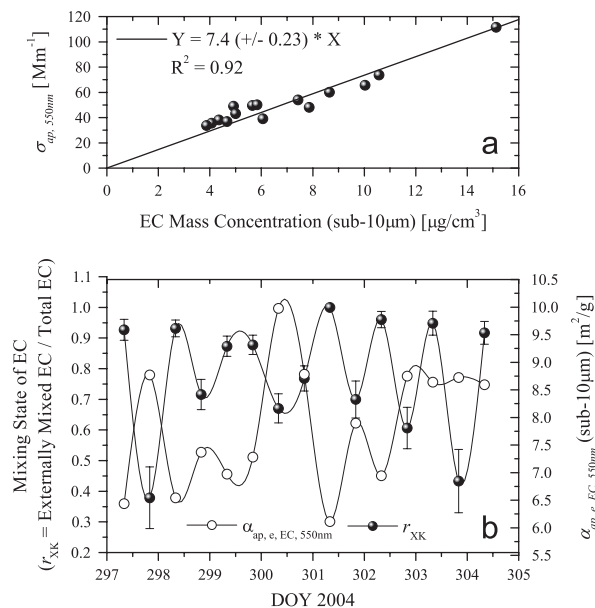 Y = 7.4 (+/- 0.23) * X
R² = 0.92
120
100
80
60
40
20
0
σap, 550nm [Mm-1]
0 2 4 6 8 10 12 14 16
EC Mass Concentration (sub-10μm) [μg/cm³]
a
1.1
1.0
0.9
0.8
0.7
0.6
0.5
0.4
0.3
0.2
Mixing State of EC
(rXK = Externally Mixed EC / Total EC)
10.5
10.0
9.5
9.0
8.5
8.0
7.5
7.0
6.5
6.0
5.5
αap, e, EC, 550nm (sub-10μm) [m²/g]
αap, e, EC, 550nm
rXK
b
297 298 299 300 301 302 303 304 305
DOY 2004